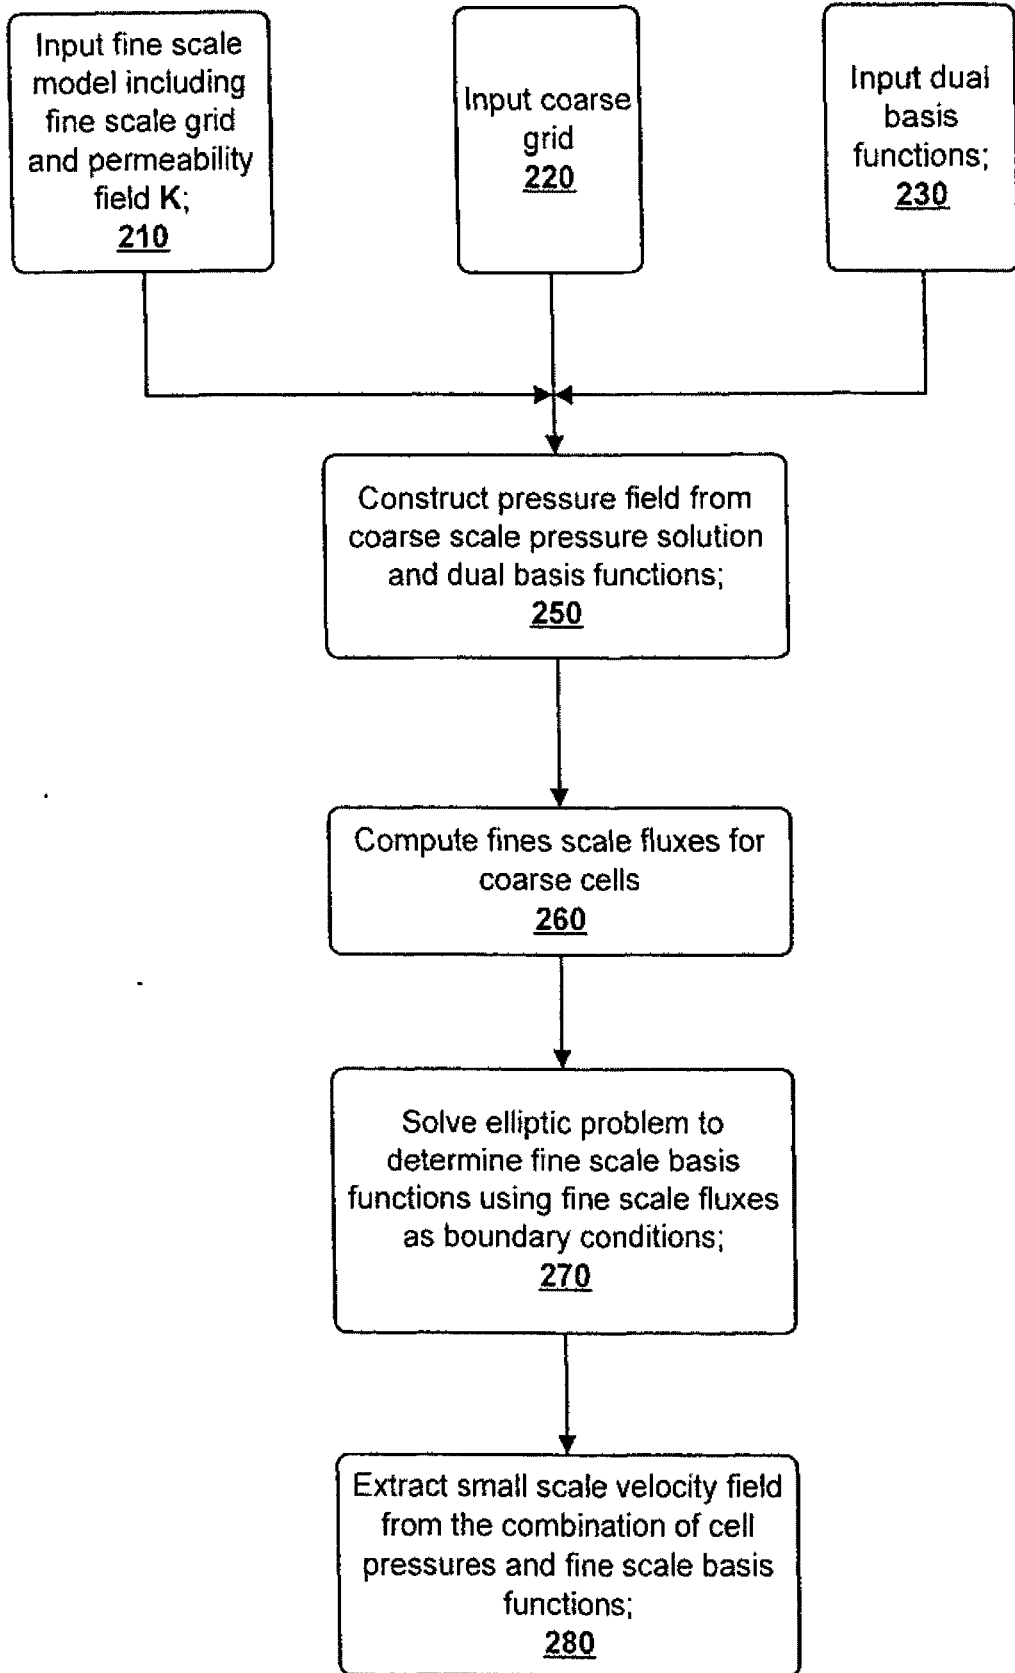 Input fine scale
model including
fine scale grid
and permeability
field K;
210
Input coarse
grid
220
Input dual
basis
functions;
230
Construct pressure field from
coarse scale pressure solution
and dual basis functions;
250
Compute fines scale fluxes for
coarse cells
260
Solve elliptic problem to
determine fine scale basis
functions using fine scale fluxes
as boundary conditions;
270
Extract small scale velocity field
from the combination of cell
pressures and fine scale basis
functions;
280